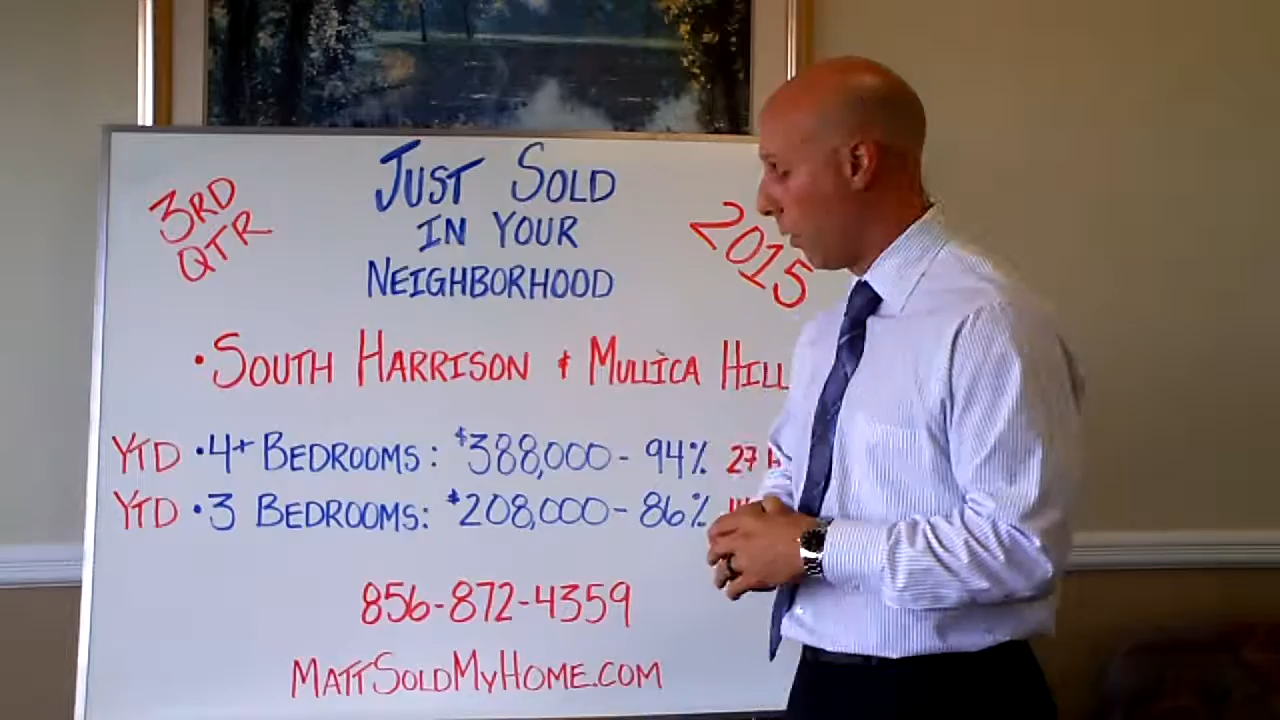 3RD
QTR
JUST SOLD
IN YOUR
NEIGHBORHOOD
2015
• SOUTH HARRISON & MULLICA HILL
YTD • 4+ BEDROOMS: $388,000 - 94% 27
YTD • 3 BEDROOMS: $208,000 - 86%
856-872-4359
MATTSOLDMYHOME.COM